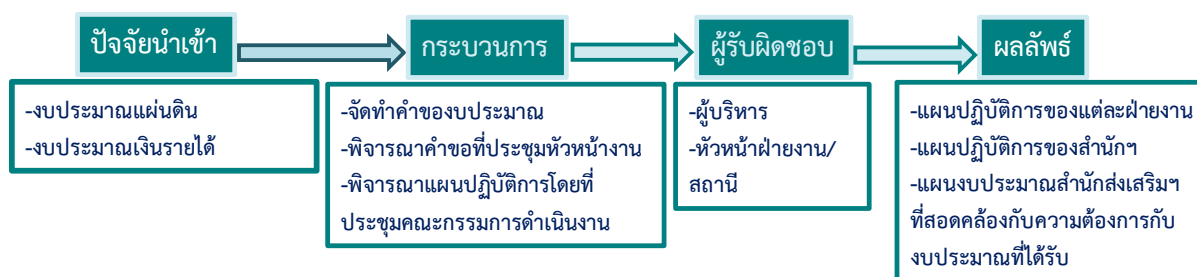 ปัจจัยนำเข้า
-งบประมาณแผ่นดิน
-งบประมาณเงินรายได้
กระบวนการ
-จัดทำคำของบประมาณ
-พิจารณาคำขอที่ประชุมหัวหน้างาน
-พิจารณาแผนปฏิบัติการโดยที่
ประชุมคณะกรรมการดำเนินงาน
ผู้รับผิดชอบ
-ผู้บริหาร
-หัวหน้าฝ่ายงาน/
สถานี
ผลลัพธ์
-แผนปฏิบัติการของแต่ละฝ่ายงาน
-แผนปฏิบัติการของสำนักฯ
-แผนงบประมาณสำนักส่งเสริมฯ
ที่สอดคล้องกับความต้องการกับ
งบประมาณที่ได้รับ